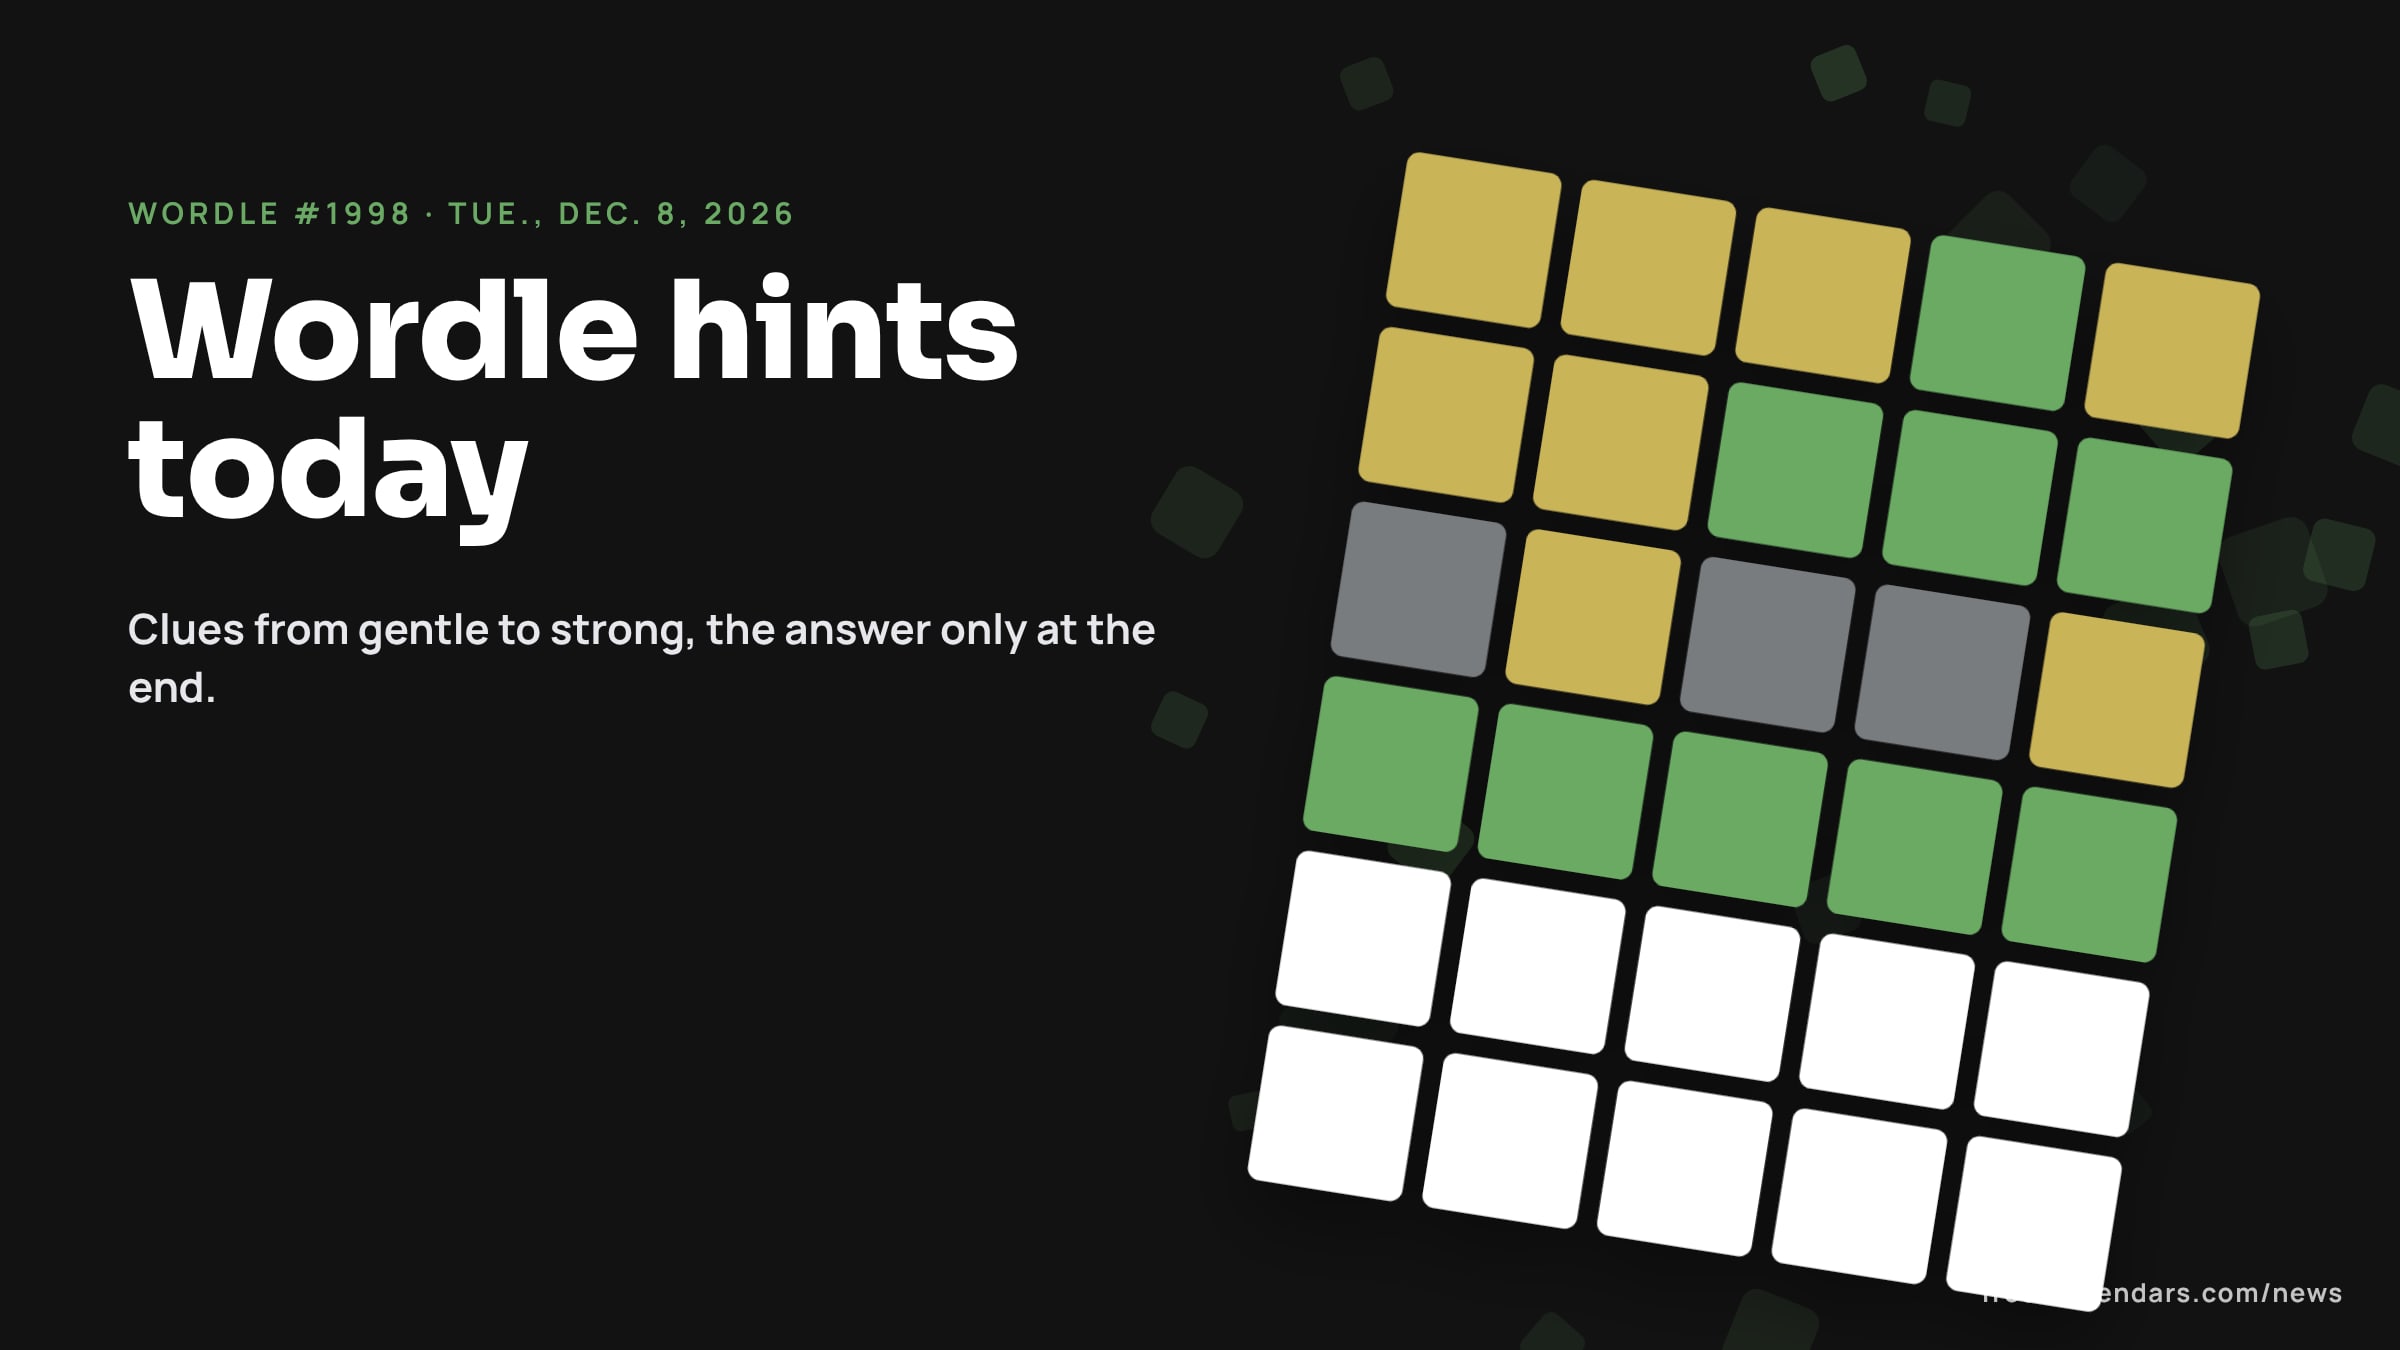 WORDLE #1998 · TUE., DEC. 8, 2026
Wordle hints
today
Clues from gentle to strong, the answer only at the
end.
endars.com/news